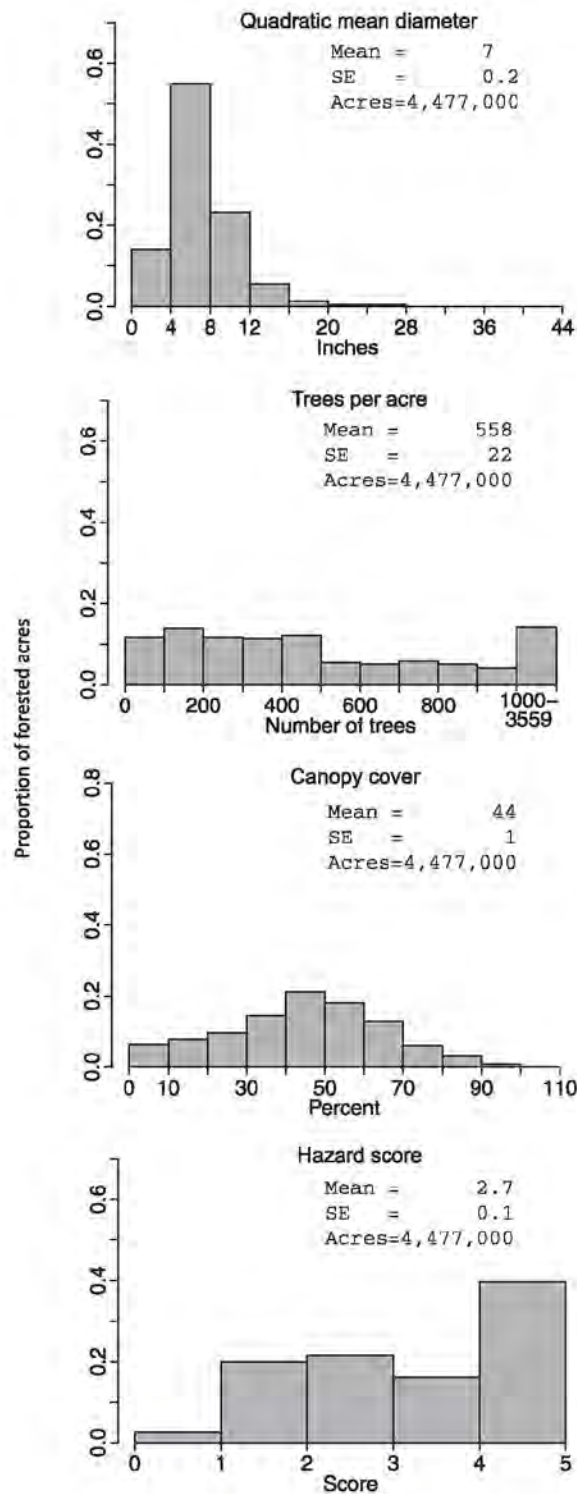 Proportion of forested acres
Quadratic mean diameter
Mean = 7
SE = 0.2
Acres=4,477,000
0.6
0.4
0.2
0.0
0 4 8 12 20 28 36 44
Inches
Trees per acre
Mean = 558
SE = 22
Acres=4,477,000
0.6
0.4
0.2
0.0
0 200 400 600 800 1000–
3559
Number of trees
Canopy cover
Mean = 44
SE = 1
Acres=4,477,000
0.8
0.6
0.4
0.2
0.0
0 10 30 50 70 90 110
Percent
Hazard score
Mean = 2.7
SE = 0.1
Acres=4,477,000
0.6
0.4
0.2
0.0
0 1 2 3 4 5
Score